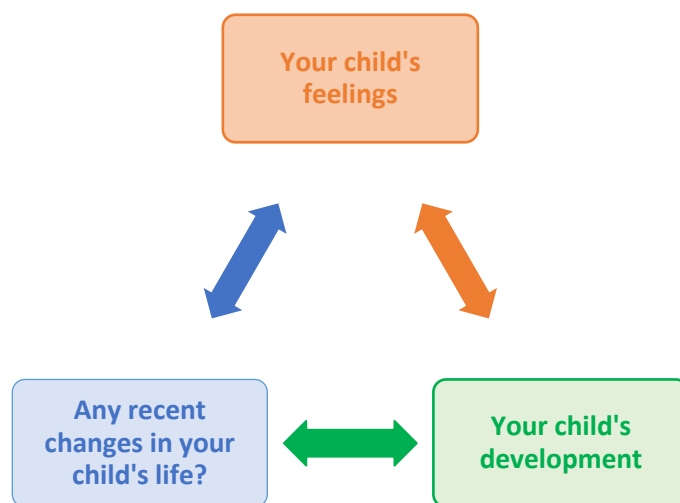 Your child's
feelings
Any recent
changes in your
child's life?
Your child's
development